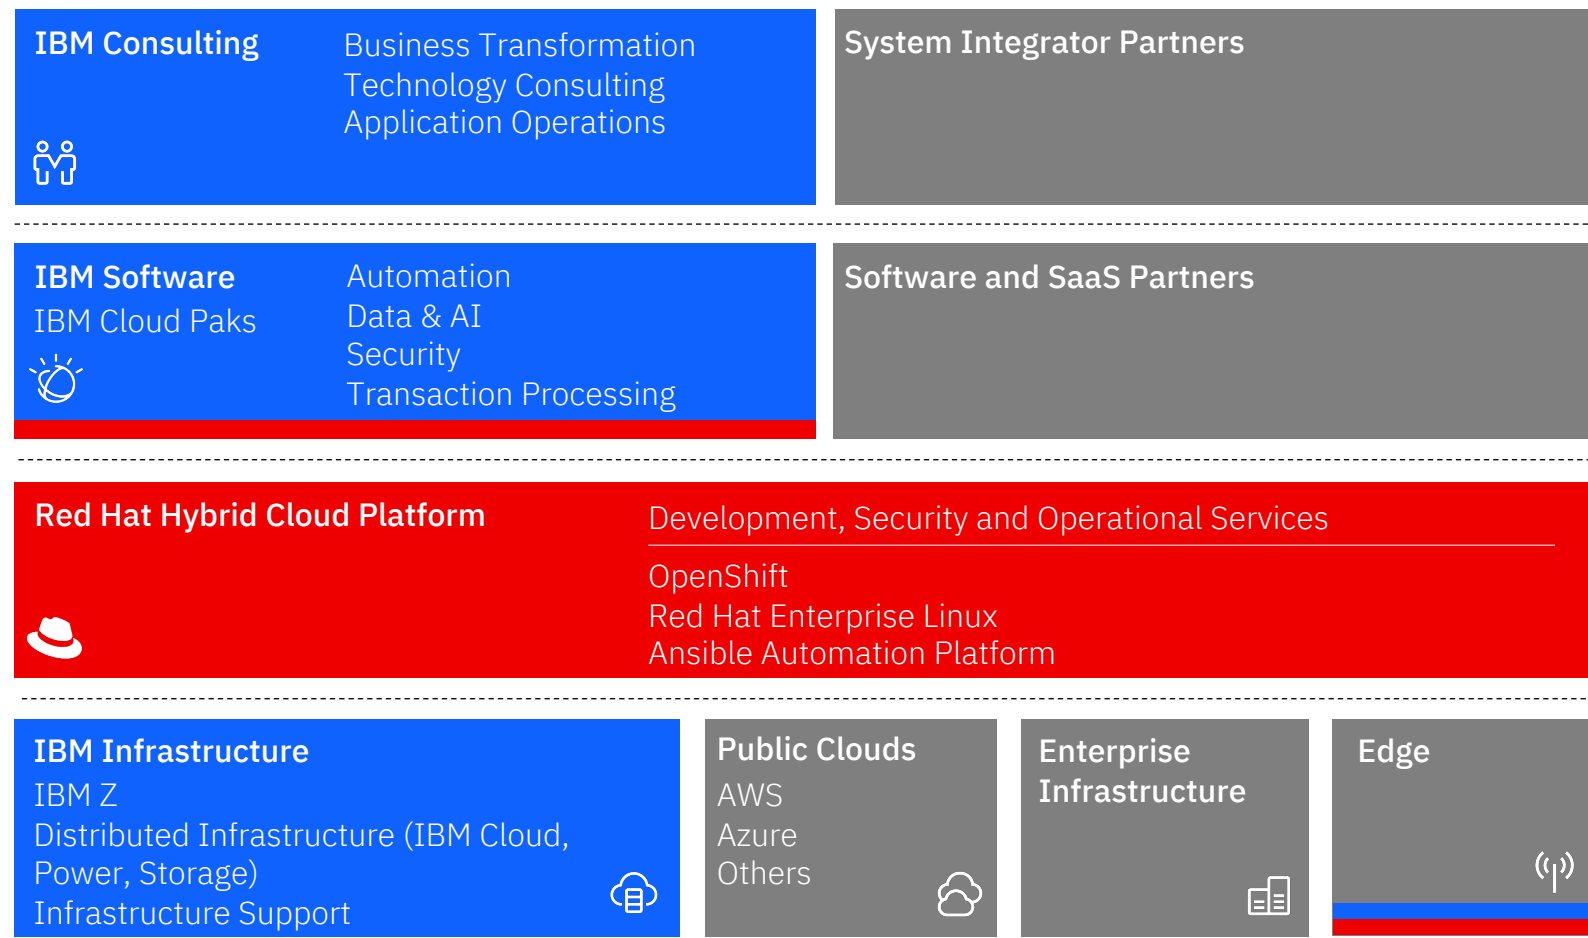 IBM Consulting
Business Transformation
Technology Consulting
Application Operations
System Integrator Partners
IBM Software
IBM Cloud Paks
Automation
Data & AI
Security
Transaction Processing
Software and SaaS Partners
Red Hat Hybrid Cloud Platform
Development, Security and Operational Services
OpenShift
Red Hat Enterprise Linux
Ansible Automation Platform
IBM Infrastructure
IBM Z
Distributed Infrastructure (IBM Cloud,
Power, Storage)
Infrastructure Support
Public Clouds
AWS
Azure
Others
Enterprise
Infrastructure
Edge